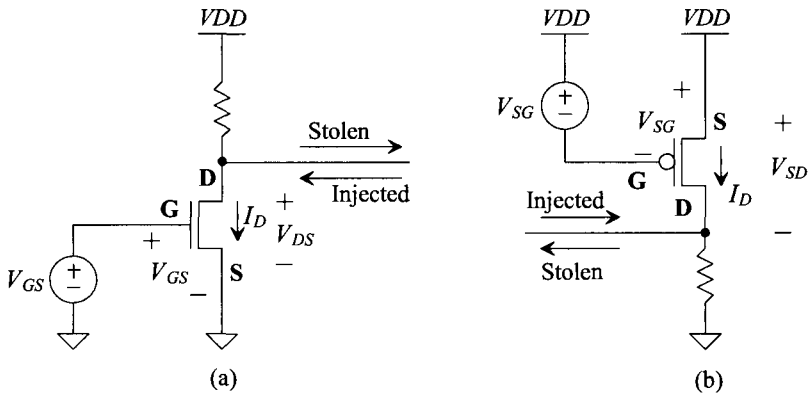 VDD
Stolen
D
Injected
G
I_D
+
V_DS
−
+
V_GS
−
S
V_GS
+
−
(a)
VDD
VDD
V_SG
+
−
+
V_SG
−
S
G
I_D
D
+
V_SD
−
Injected
Stolen
(b)